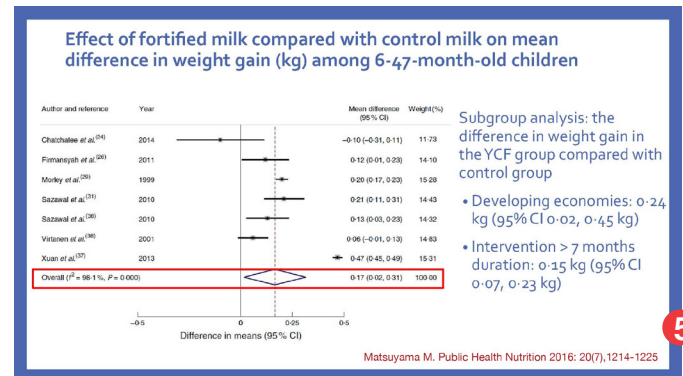 Effect of fortified milk compared with control milk on mean
difference in weight gain (kg) among 6-47-month-old children
Author and reference Year Mean difference Weight(%)
(95 % CI)
Chatchatee et al.(24) 2014 −0·10 (−0·31, 0·11) 11·73
Firmansyah et al.(26) 2011 0·12 (0·01, 0·23) 14·10
Morley et al.(29) 1999 0·20 (0·17, 0·23) 15·28
Sazawal et al.(31) 2010 0·21 (0·11, 0·31) 14·43
Sazawal et al.(30) 2010 0·13 (0·03, 0·23) 14·32
Virtanen et al.(36) 2001 0·06 (−0·01, 0·13) 14·83
Xuan et al.(37) 2013 0·47 (0·45, 0·49) 15·31
Overall (I² = 98·1 %, P = 0·000) 0·17 (0·02, 0·31) 100·00
−0·5 0 0·25 0·5
Difference in means (95 % CI)
Subgroup analysis: the
difference in weight gain in
the YCF group compared with
control group
• Developing economies: 0·24
kg (95% CI 0·02, 0·45 kg)
• Intervention > 7 months
duration: 0·15 kg (95% CI
0·07, 0·23 kg)
5
Matsuyama M. Public Health Nutrition 2016: 20(7),1214-1225